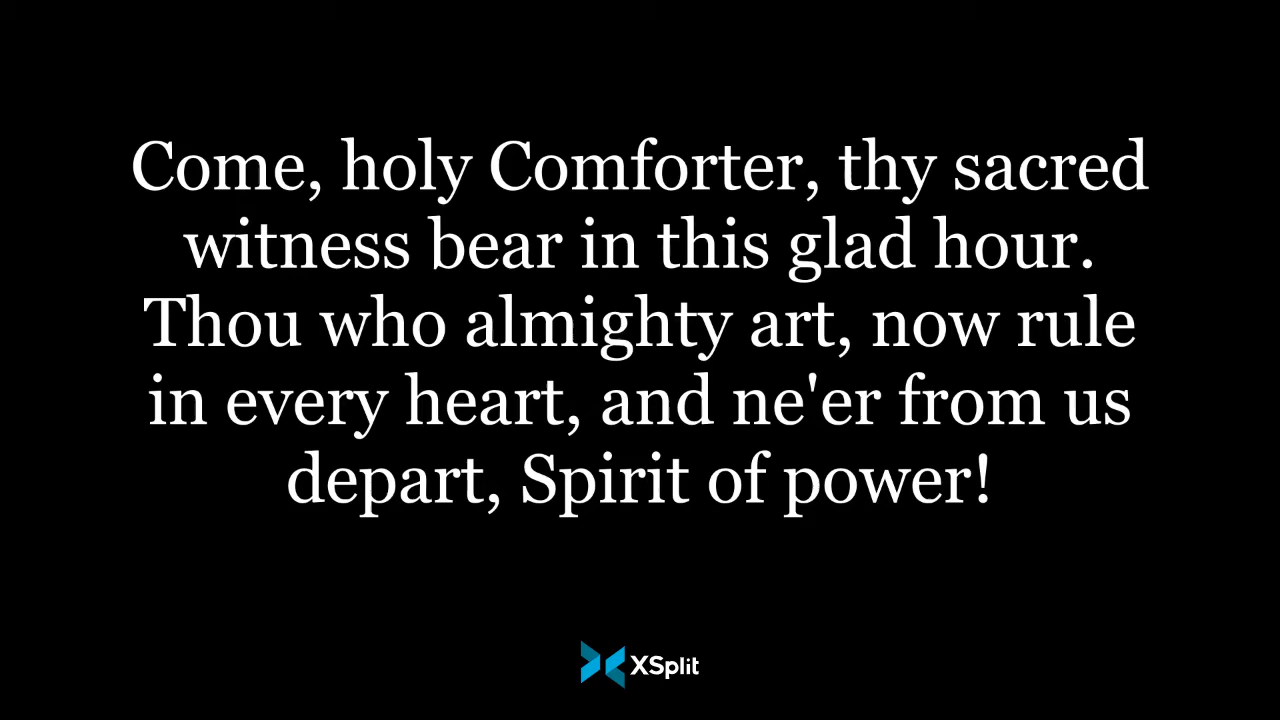 Come, holy Comforter, thy sacred
witness bear in this glad hour.
Thou who almighty art, now rule
in every heart, and ne'er from us
depart, Spirit of power!
XSplit